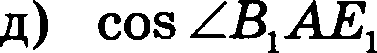 д) cos ∠B₁AE₁